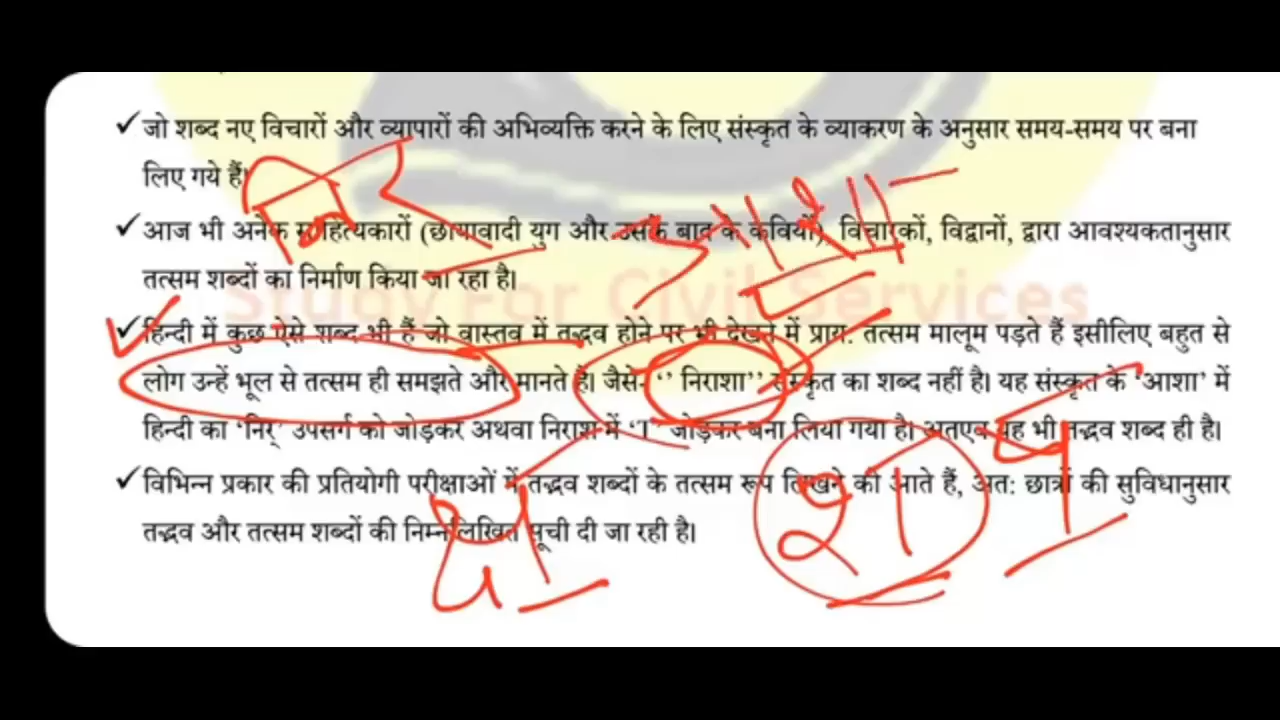 ✓ जो शब्द नए विचारों और व्यापारों की अभिव्यक्ति करने के लिए संस्कृत के व्याकरण के अनुसार समय-समय पर बना
लिए गये हैं।
✓ आज भी अनेक साहित्यकारों (छायावादी युग और उसके बाद के कवियों), विचारकों, विद्वानों, द्वारा आवश्यकतानुसार
तत्सम शब्दों का निर्माण किया जा रहा है।
Study For Civil Services
✓ हिन्दी में कुछ ऐसे शब्द भी हैं जो वास्तव में तद्भव होने पर भी देखने में प्राय: तत्सम मालूम पड़ते हैं इसीलिए बहुत से
लोग उन्हें भूल से तत्सम ही समझते और मानते है। जैसे- '' निराशा'' संस्कृत का शब्द नहीं है। यह संस्कृत के 'आशा' में
हिन्दी का 'निर्' उपसर्ग को जोड़कर अथवा निराश में 'ा' जोड़कर बना लिया गया है। अतएव यह भी तद्भव शब्द ही है।
✓ विभिन्न प्रकार की प्रतियोगी परीक्षाओं में तद्भव शब्दों के तत्सम रूप लिखने की आते हैं, अत: छात्रों की सुविधानुसार
तद्भव और तत्सम शब्दों की निम्नलिखित सूची दी जा रही है।